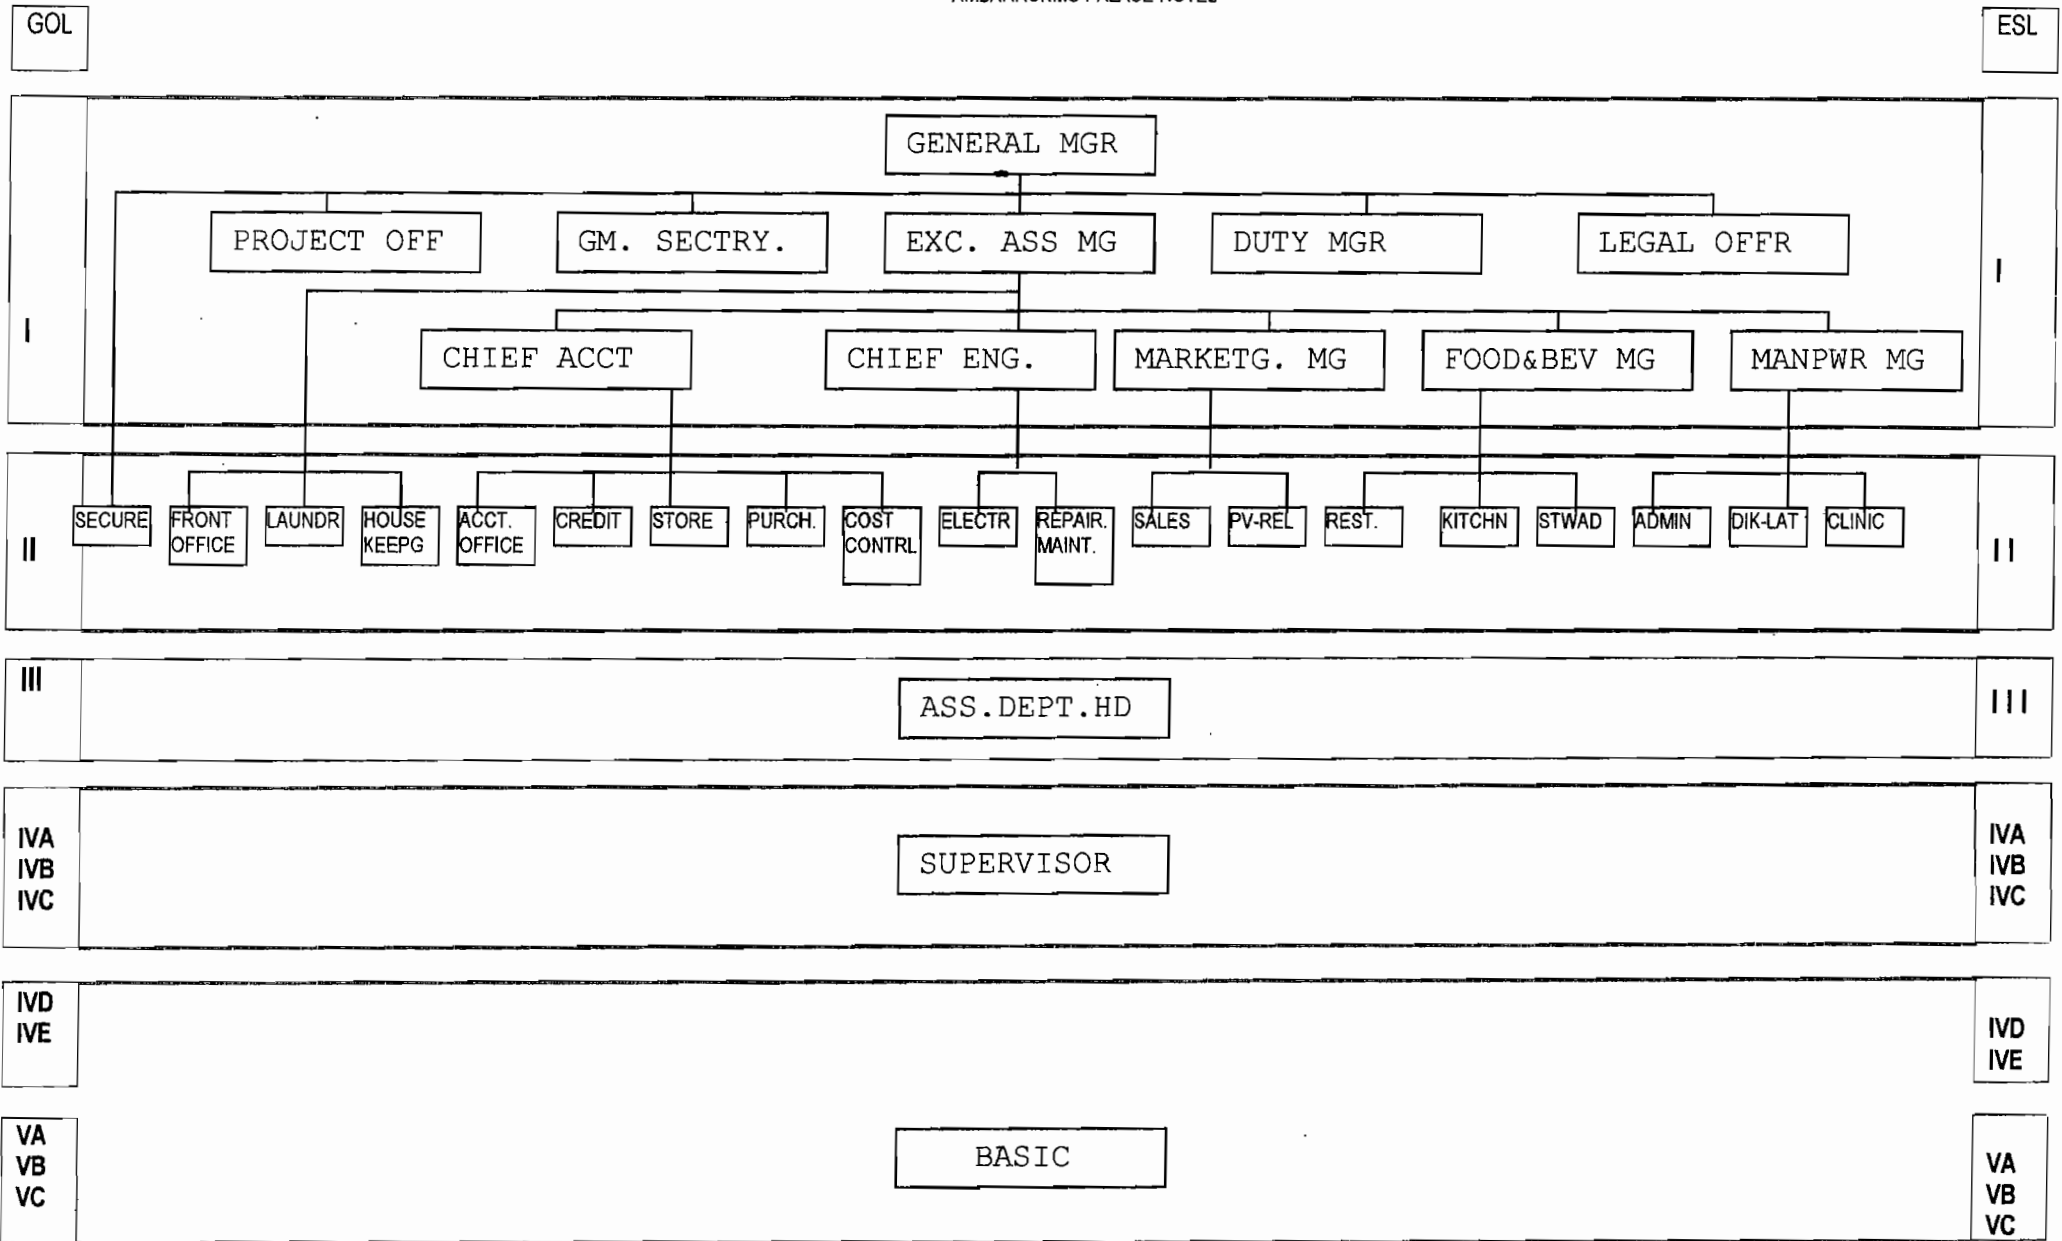 GOL
ESL
GENERAL MGR
PROJECT OFF
GM. SECTRY.
EXC. ASS MG
DUTY MGR
LEGAL OFFR
I
I
CHIEF ACCT
CHIEF ENG.
MARKETG. MG
FOOD&BEV MG
MANPWR MG
II
SECURE
FRONT
OFFICE
LAUNDR
HOUSE
KEEPG
ACCT.
OFFICE
CREDIT
STORE
PURCH.
COST
CONTRL
ELECTR
REPAIR.
MAINT.
SALES
PV-REL
REST.
KITCHN
STWAD
ADMIN
DIK-LAT
CLINIC
II
III
ASS.DEPT.HD
III
IVA
IVB
IVC
SUPERVISOR
IVA
IVB
IVC
IVD
IVE
IVD
IVE
VA
VB
VC
BASIC
VA
VB
VC